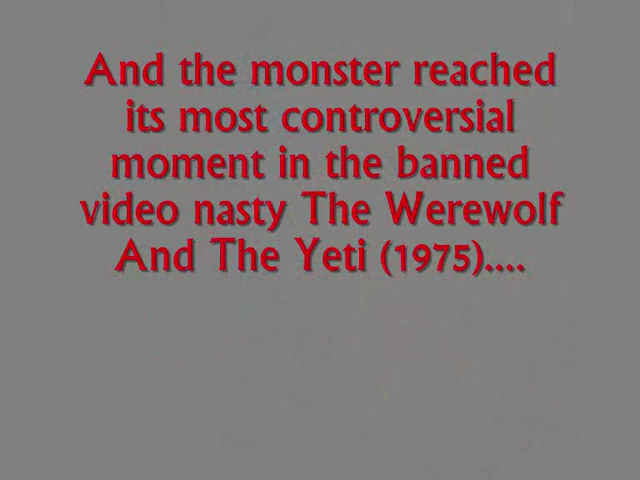 And the monster reached
its most controversial
moment in the banned
video nasty The Werewolf
And The Yeti (1975)....